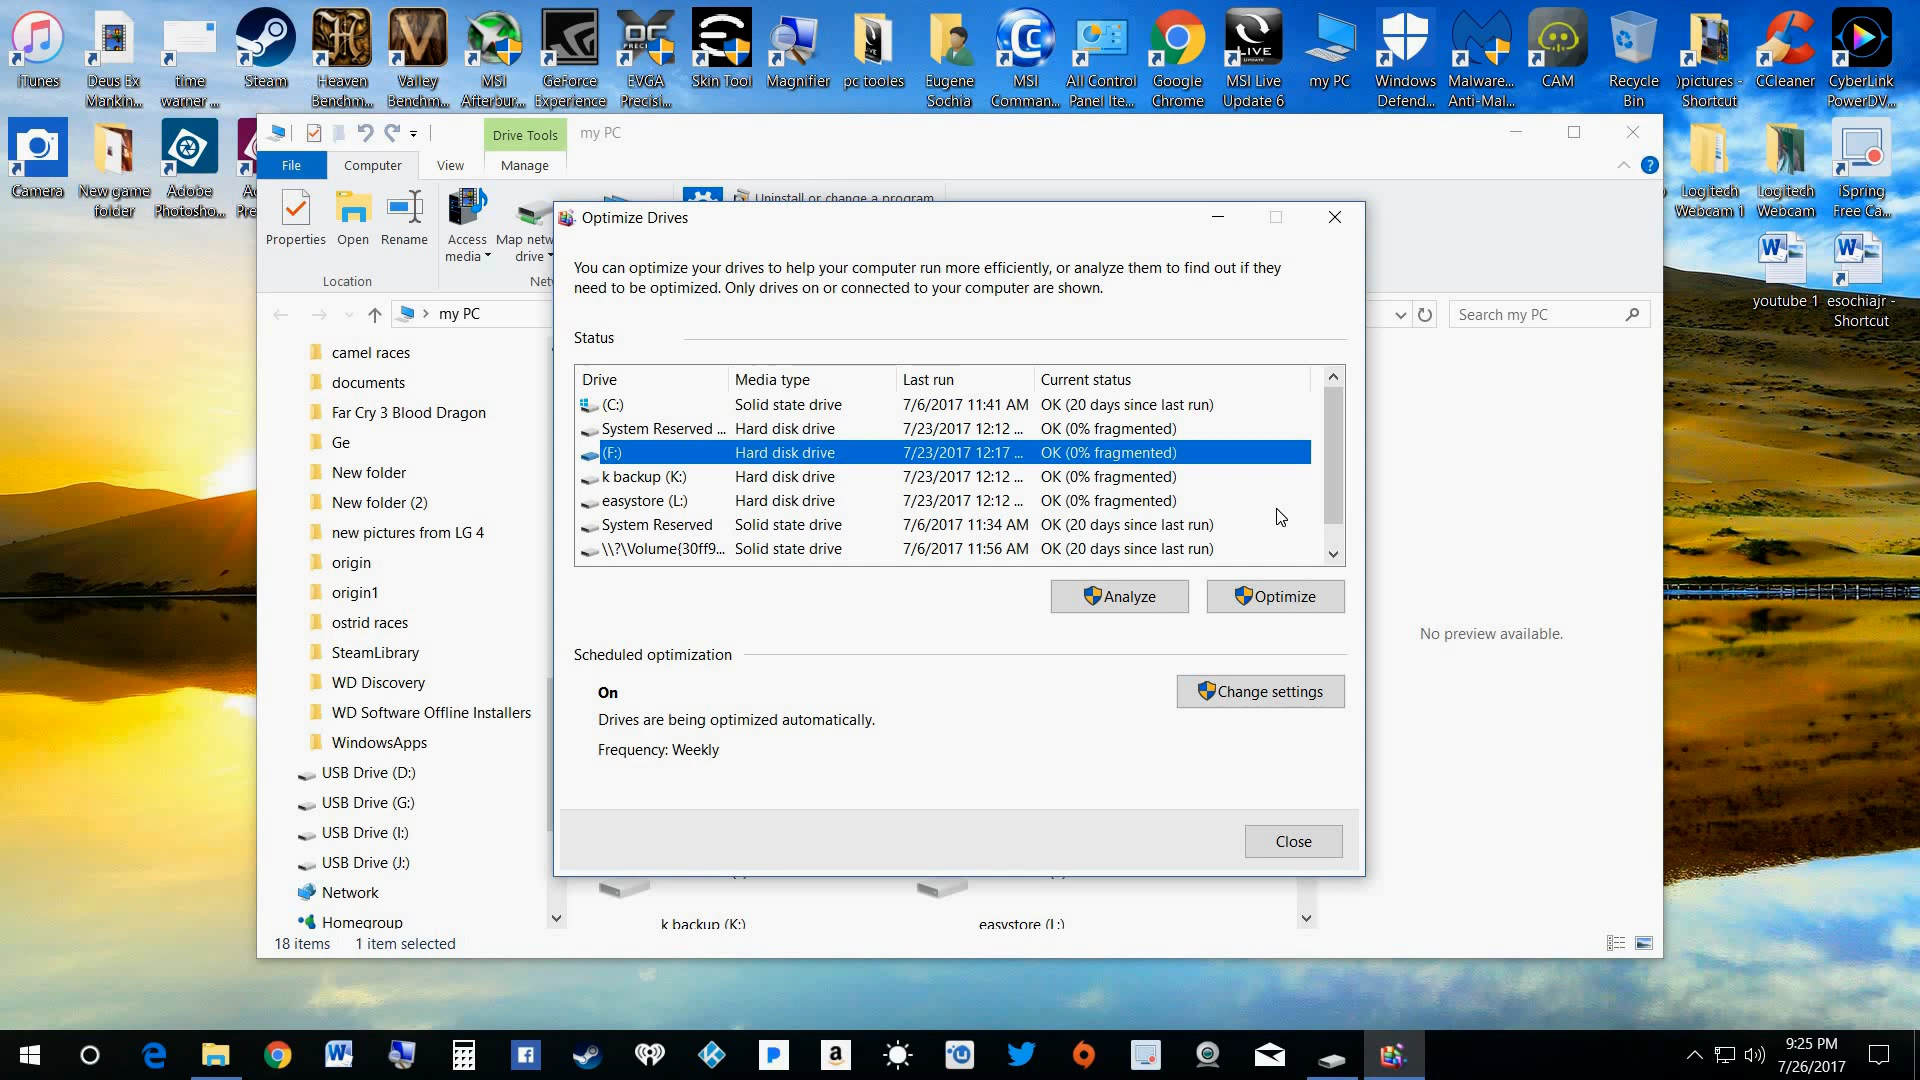 iTunes
Deus Ex
Mankin...
time
warner ...
Steam
Heaven
Benchm...
Valley
Benchm...
MSI
Afterbur...
GeForce
Experience
EVGA
Precisi...
Skin Tool
Magnifier
pc tooles
Eugene
Sochia
MSI
Comman...
All Control
Panel Ite...
Google
Chrome
MSI Live
Update 6
my PC
Windows
Defend...
Malware...
Anti-Mal...
CAM
Recycle
Bin
)pictures -
Shortcut
CCleaner
CyberLink
PowerDV...
Camera
New game
folder
Adobe
Photosho...
Logitech
Webcam 1
Logitech
Webcam
iSpring
Free Ca...
youtube 1
esochiajr -
Shortcut
Drive Tools
my PC
File
Computer
View
Manage
Properties
Open
Rename
Access
media
Map netw
drive
Uninstall or change a program
Location
my PC
Search my PC
camel races
documents
Far Cry 3 Blood Dragon
Ge
New folder
New folder (2)
new pictures from LG 4
origin
origin1
ostrid races
SteamLibrary
WD Discovery
WD Software Offline Installers
WindowsApps
USB Drive (D:)
USB Drive (G:)
USB Drive (I:)
USB Drive (J:)
Network
Homegroup
18 items 1 item selected
Optimize Drives
You can optimize your drives to help your computer run more efficiently, or analyze them to find out if they
need to be optimized. Only drives on or connected to your computer are shown.
Status
Drive Media type Last run Current status
(C:) Solid state drive 7/6/2017 11:41 AM OK (20 days since last run)
System Reserved ... Hard disk drive 7/23/2017 12:12 ... OK (0% fragmented)
(F:) Hard disk drive 7/23/2017 12:17 ... OK (0% fragmented)
k backup (K:) Hard disk drive 7/23/2017 12:12 ... OK (0% fragmented)
easystore (L:) Hard disk drive 7/23/2017 12:12 ... OK (0% fragmented)
System Reserved Solid state drive 7/6/2017 11:34 AM OK (20 days since last run)
\\?\Volume{30ff9... Solid state drive 7/6/2017 11:56 AM OK (20 days since last run)
Analyze
Optimize
Scheduled optimization
On
Drives are being optimized automatically.
Frequency: Weekly
Change settings
Close
No preview available.
k backup (K:)
easystore (L:)
9:25 PM
7/26/2017